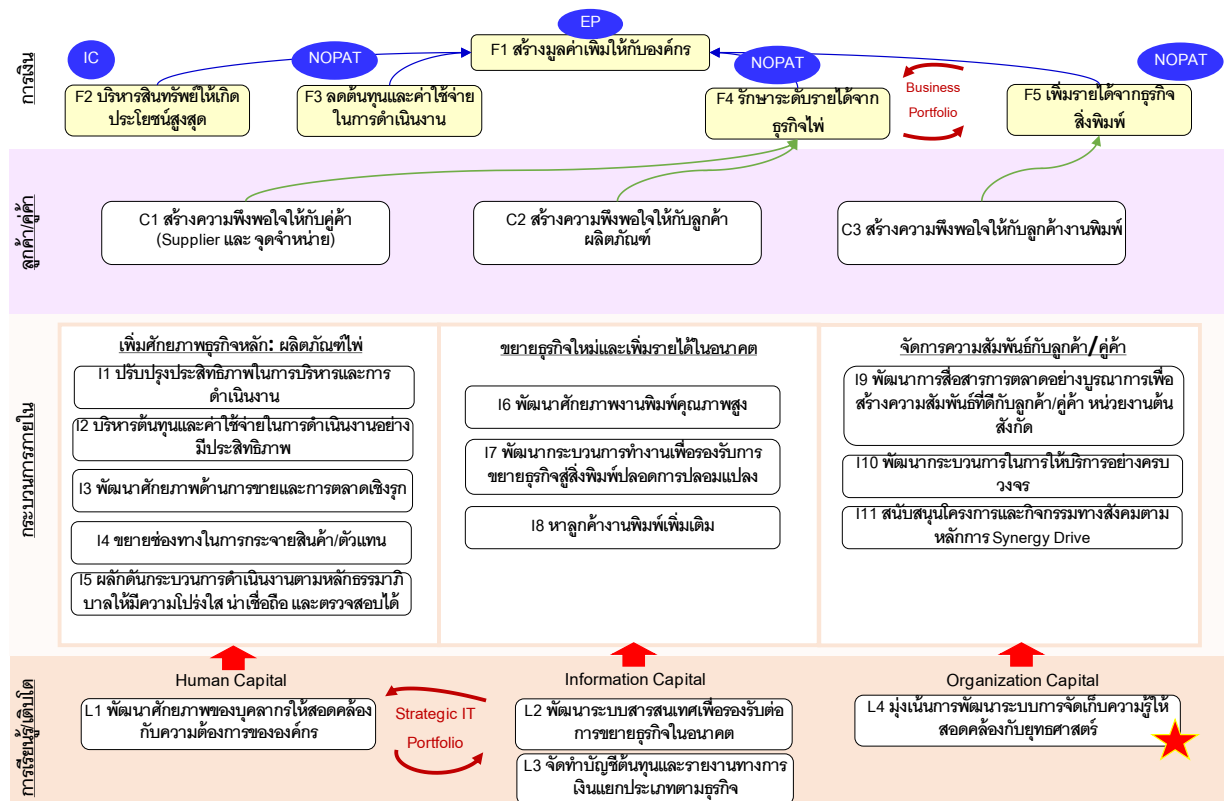 EP
F1 สร้างมูลค่าเพิ่มให้กับองค์กร
IC
NOPAT
NOPAT
NOPAT
การเงิน
F2 บริหารสินทรัพย์ให้เกิด
ประโยชน์สูงสุด
F3 ลดต้นทุนและค่าใช้จ่าย
ในการดำเนินงาน
F4 รักษาระดับรายได้จาก
ธุรกิจไพ่
Business
Portfolio
F5 เพิ่มรายได้จากธุรกิจ
สิ่งพิมพ์
ลูกค้า/คู่ค้า
C1 สร้างความพึงพอใจให้กับคู่ค้า
(Supplier และ จุดจำหน่าย)
C2 สร้างความพึงพอใจให้กับลูกค้า
ผลิตภัณฑ์
C3 สร้างความพึงพอใจให้กับลูกค้างานพิมพ์
กระบวนการภายใน
เพิ่มศักยภาพธุรกิจหลัก: ผลิตภัณฑ์ไพ่
I1 ปรับปรุงประสิทธิภาพในการบริหารและการ
ดำเนินงาน
I2 บริหารต้นทุนและค่าใช้จ่ายในการดำเนินงานอย่าง
มีประสิทธิภาพ
I3 พัฒนาศักยภาพด้านการขายและการตลาดเชิงรุก
I4 ขยายช่องทางในการกระจายสินค้า/ตัวแทน
I5 ผลักดันกระบวนการดำเนินงานตามหลักธรรมาภิ
บาลให้มีความโปร่งใส น่าเชื่อถือ และตรวจสอบได้
ขยายธุรกิจใหม่และเพิ่มรายได้ในอนาคต
I6 พัฒนาศักยภาพงานพิมพ์คุณภาพสูง
I7 พัฒนากระบวนการทำงานเพื่อรองรับการ
ขยายธุรกิจสู่สิ่งพิมพ์ปลอดการปลอมแปลง
I8 หาลูกค้างานพิมพ์เพิ่มเติม
จัดการความสัมพันธ์กับลูกค้า/คู่ค้า
I9 พัฒนาการสื่อสารการตลาดอย่างบูรณาการเพื่อ
สร้างความสัมพันธ์ที่ดีกับลูกค้า/คู่ค้า หน่วยงานต้น
สังกัด
I10 พัฒนากระบวนการในการให้บริการอย่างครบ
วงจร
I11 สนับสนุนโครงการและกิจกรรมทางสังคมตาม
หลักการ Synergy Drive
การเรียนรู้/เติบโต
Human Capital
L1 พัฒนาศักยภาพของบุคลากรให้สอดคล้อง
กับความต้องการขององค์กร
Strategic IT
Portfolio
Information Capital
L2 พัฒนาระบบสารสนเทศเพื่อรองรับต่อ
การขยายธุรกิจในอนาคต
L3 จัดทำบัญชีต้นทุนและรายงานทางการ
เงินแยกประเภทตามธุรกิจ
Organization Capital
L4 มุ่งเน้นการพัฒนาระบบการจัดเก็บความรู้ให้
สอดคล้องกับยุทธศาสตร์